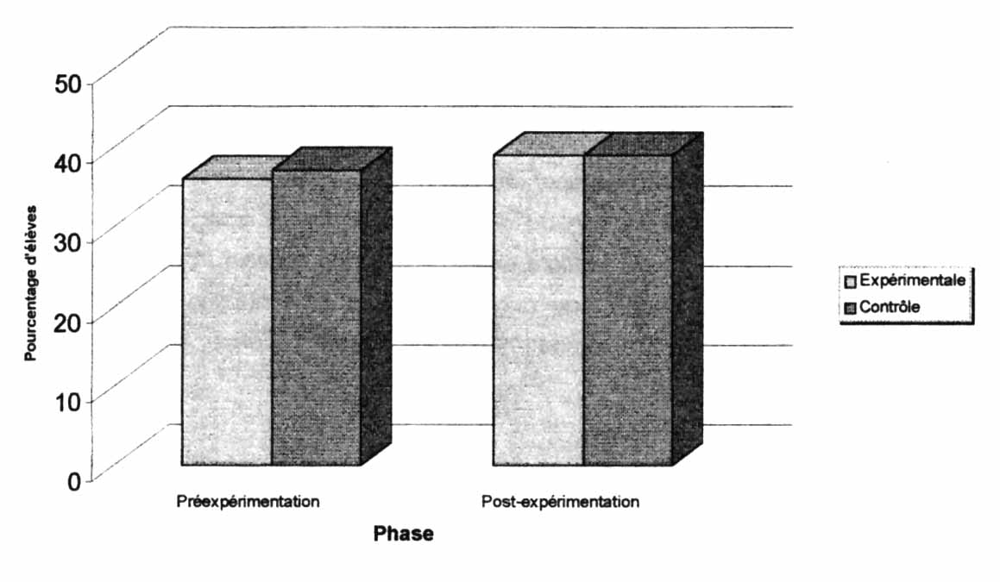 50
40
30
20
10
0
Pourcentage d'élèves
Préexpérimentation
Post-expérimentation
Phase
Expérimentale
Contrôle